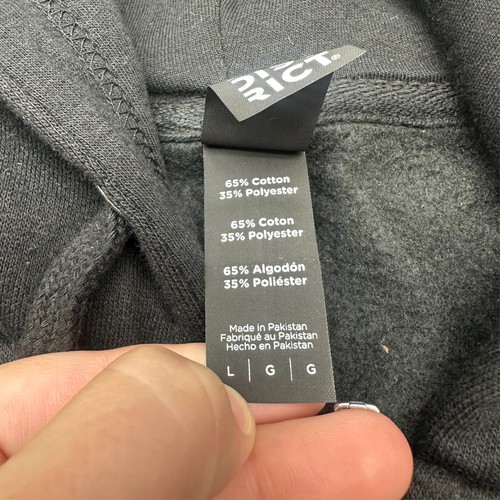 RICT®
65% Cotton
35% Polyester
65% Coton
35% Polyester
65% Algodón
35% Poliéster
Made in Pakistan
Fabriqué au Pakistan
Hecho en Pakistan
L | G | G